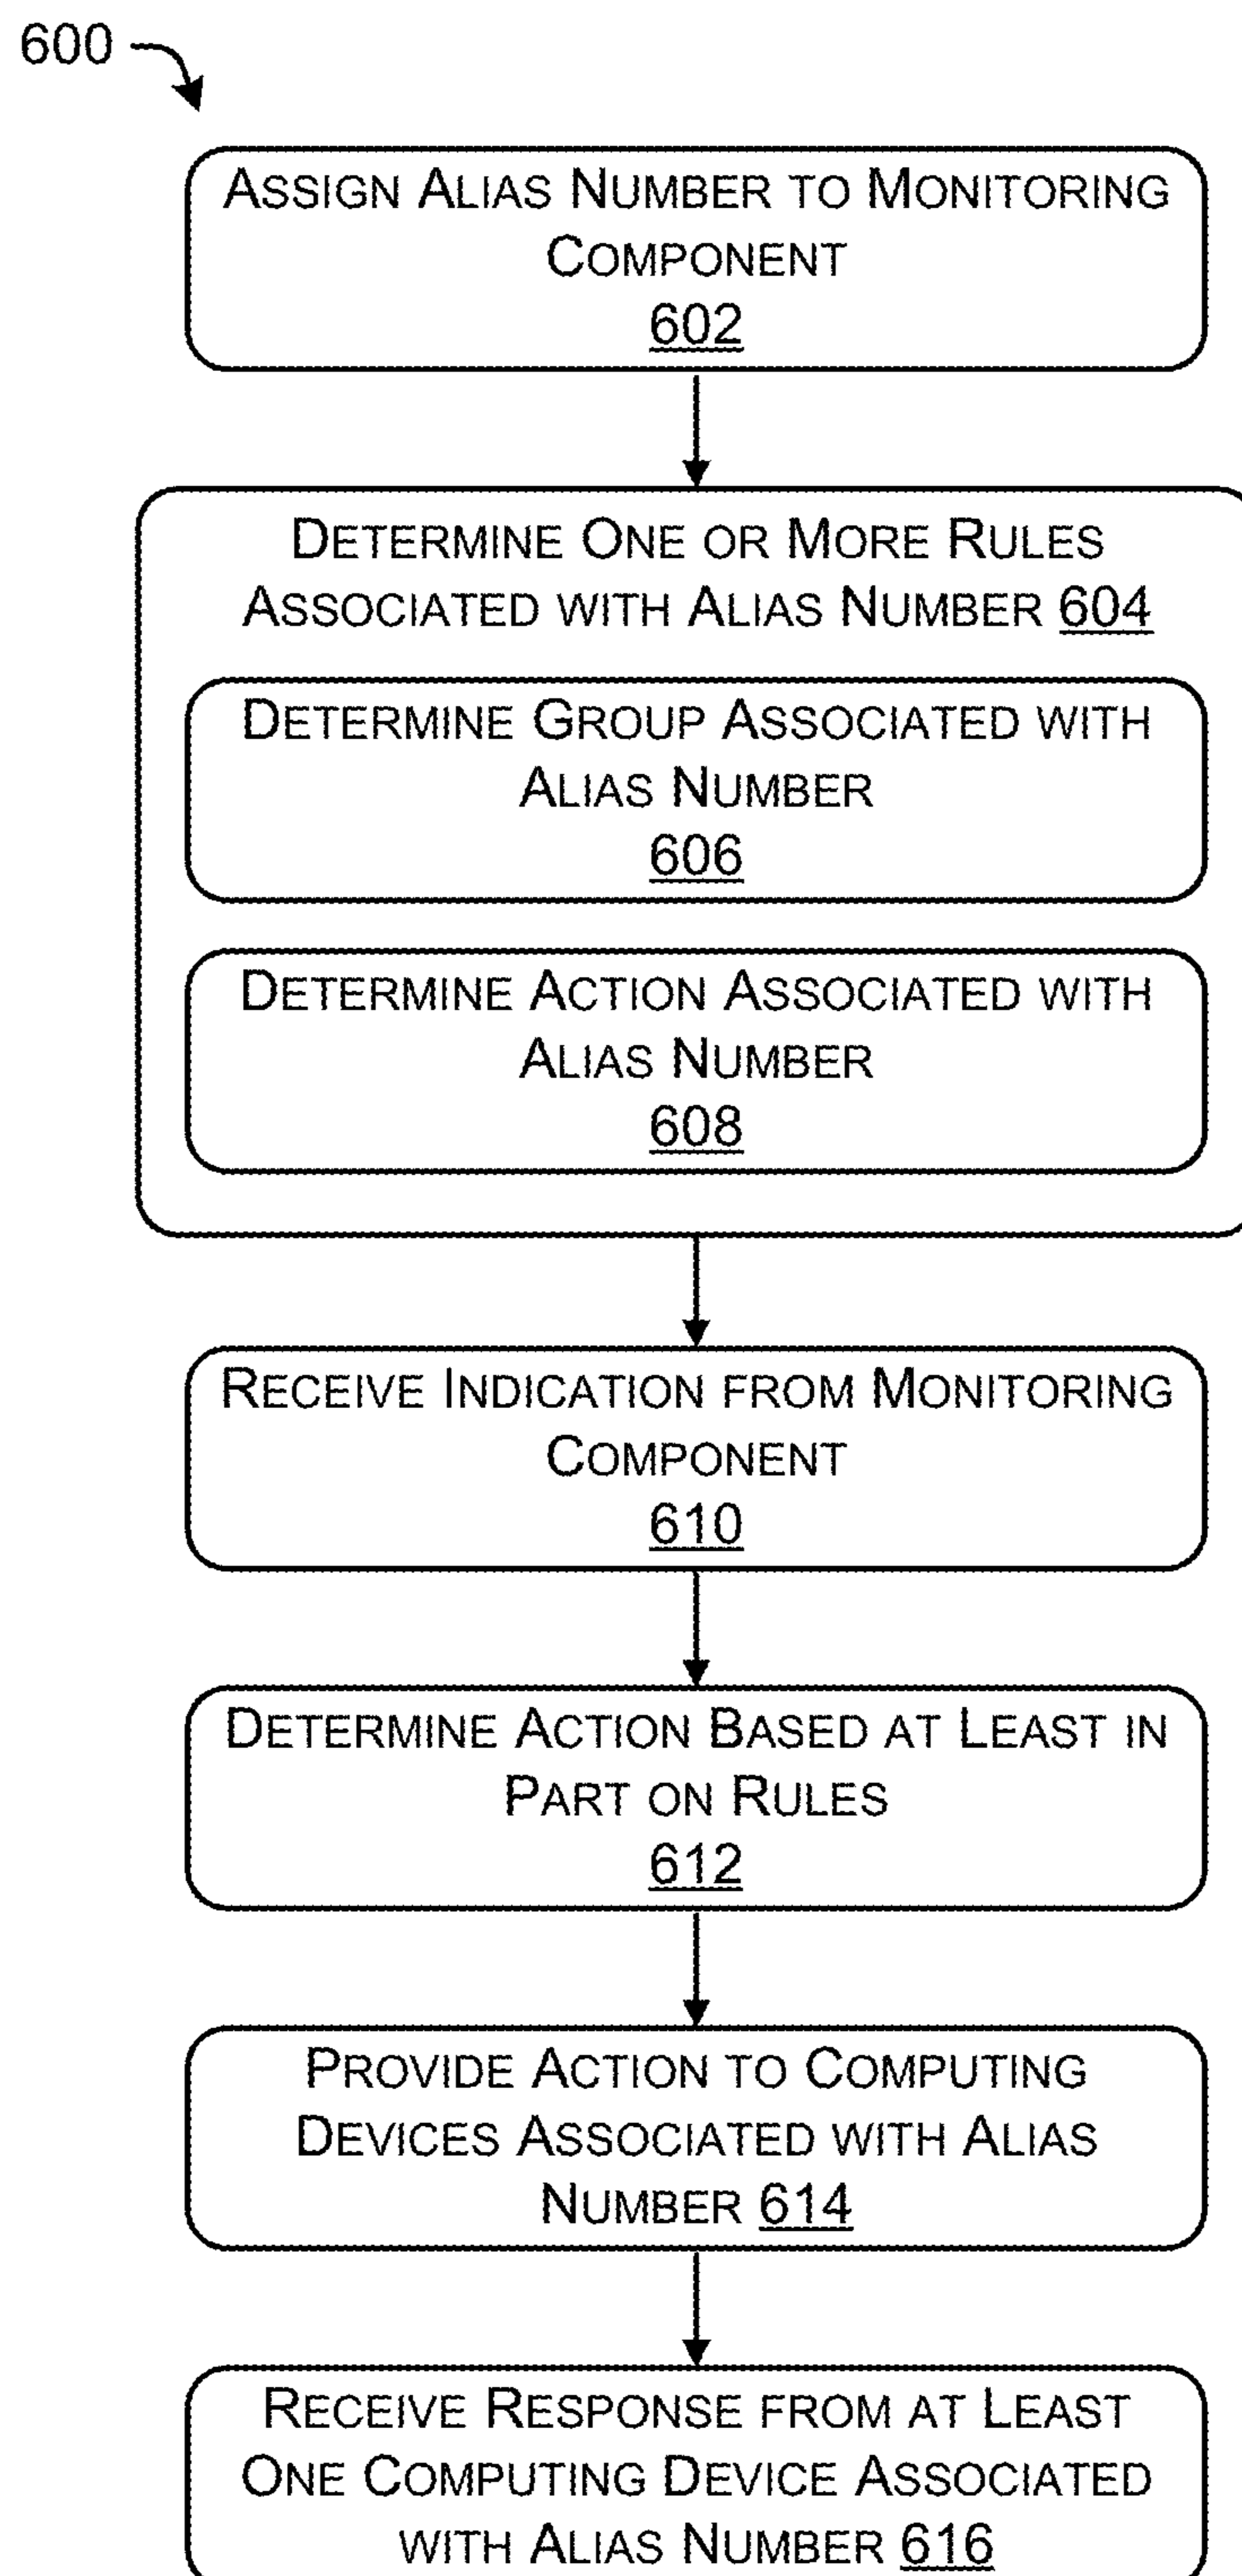 600
ASSIGN ALIAS NUMBER TO MONITORING
COMPONENT
602
DETERMINE ONE OR MORE RULES
ASSOCIATED WITH ALIAS NUMBER 604
DETERMINE GROUP ASSOCIATED WITH
ALIAS NUMBER
606
DETERMINE ACTION ASSOCIATED WITH
ALIAS NUMBER
608
RECEIVE INDICATION FROM MONITORING
COMPONENT
610
DETERMINE ACTION BASED AT LEAST IN
PART ON RULES
612
PROVIDE ACTION TO COMPUTING
DEVICES ASSOCIATED WITH ALIAS
NUMBER 614
RECEIVE RESPONSE FROM AT LEAST
ONE COMPUTING DEVICE ASSOCIATED
WITH ALIAS NUMBER 616